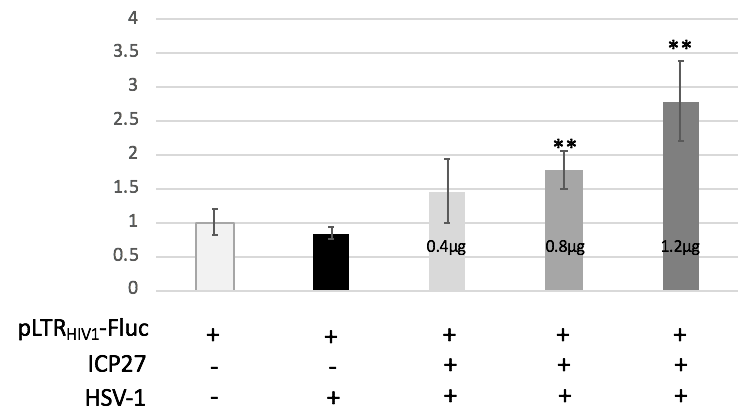 4
3.5
3
2.5
2
1.5
1
0.5
0
**
**
0.4µg 0.8µg 1.2µg
pLTRHIV1-Fluc + + + + +
ICP27 - - + + +
HSV-1 - + + + +